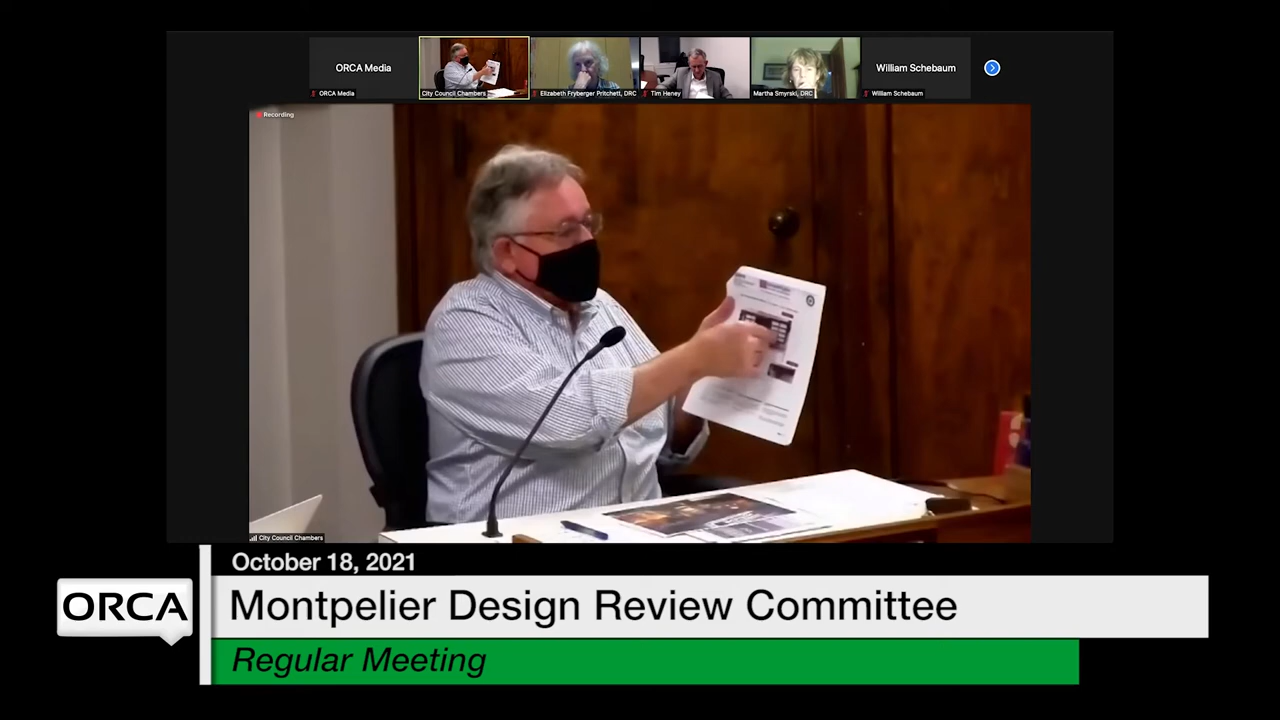 ORCA Media
William Schebaum
ORCA Media
City Council Chambers
Elizabeth Fryberger Pritchett, DRC
Tim Heney
Martha Smyrski, DRC
William Schebaum
Recording
City Council Chambers
October 18, 2021
ORCA
Montpelier Design Review Committee
Regular Meeting